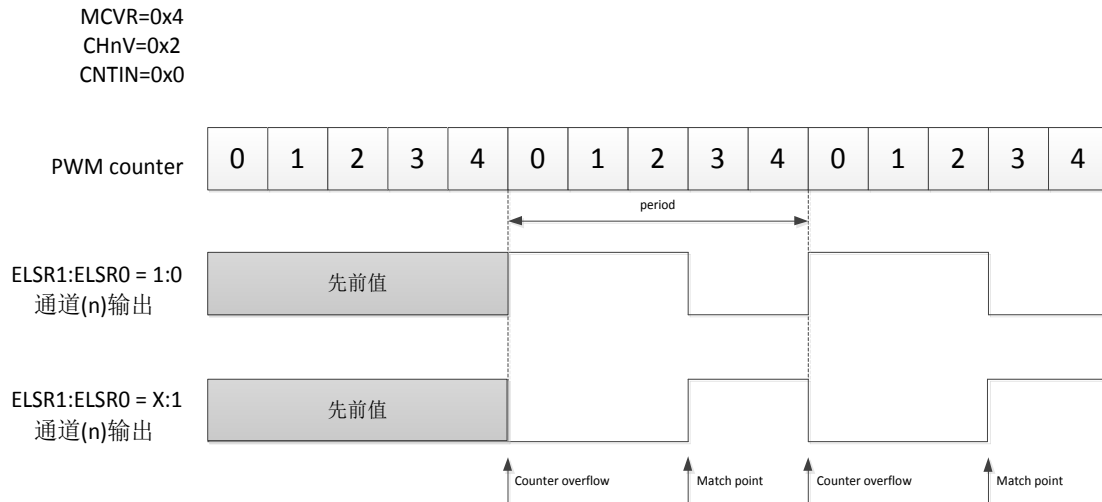 MCVR=0x4
CHnV=0x2
CNTIN=0x0
PWM counter
0 1 2 3 4 0 1 2 3 4 0 1 2 3 4
period
ELSR1:ELSR0 = 1:0
通道(n)输出
先前值
ELSR1:ELSR0 = X:1
通道(n)输出
先前值
Counter overflow Match point Counter overflow Match point